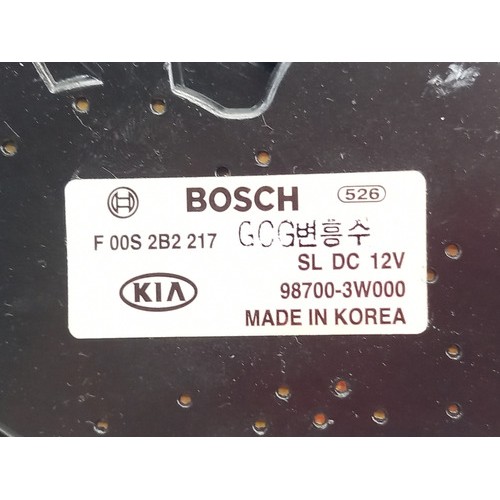 BOSCH 526
F 00S 2B2 217 GCG변흥수
SL DC 12V
KIA 98700-3W000
MADE IN KOREA